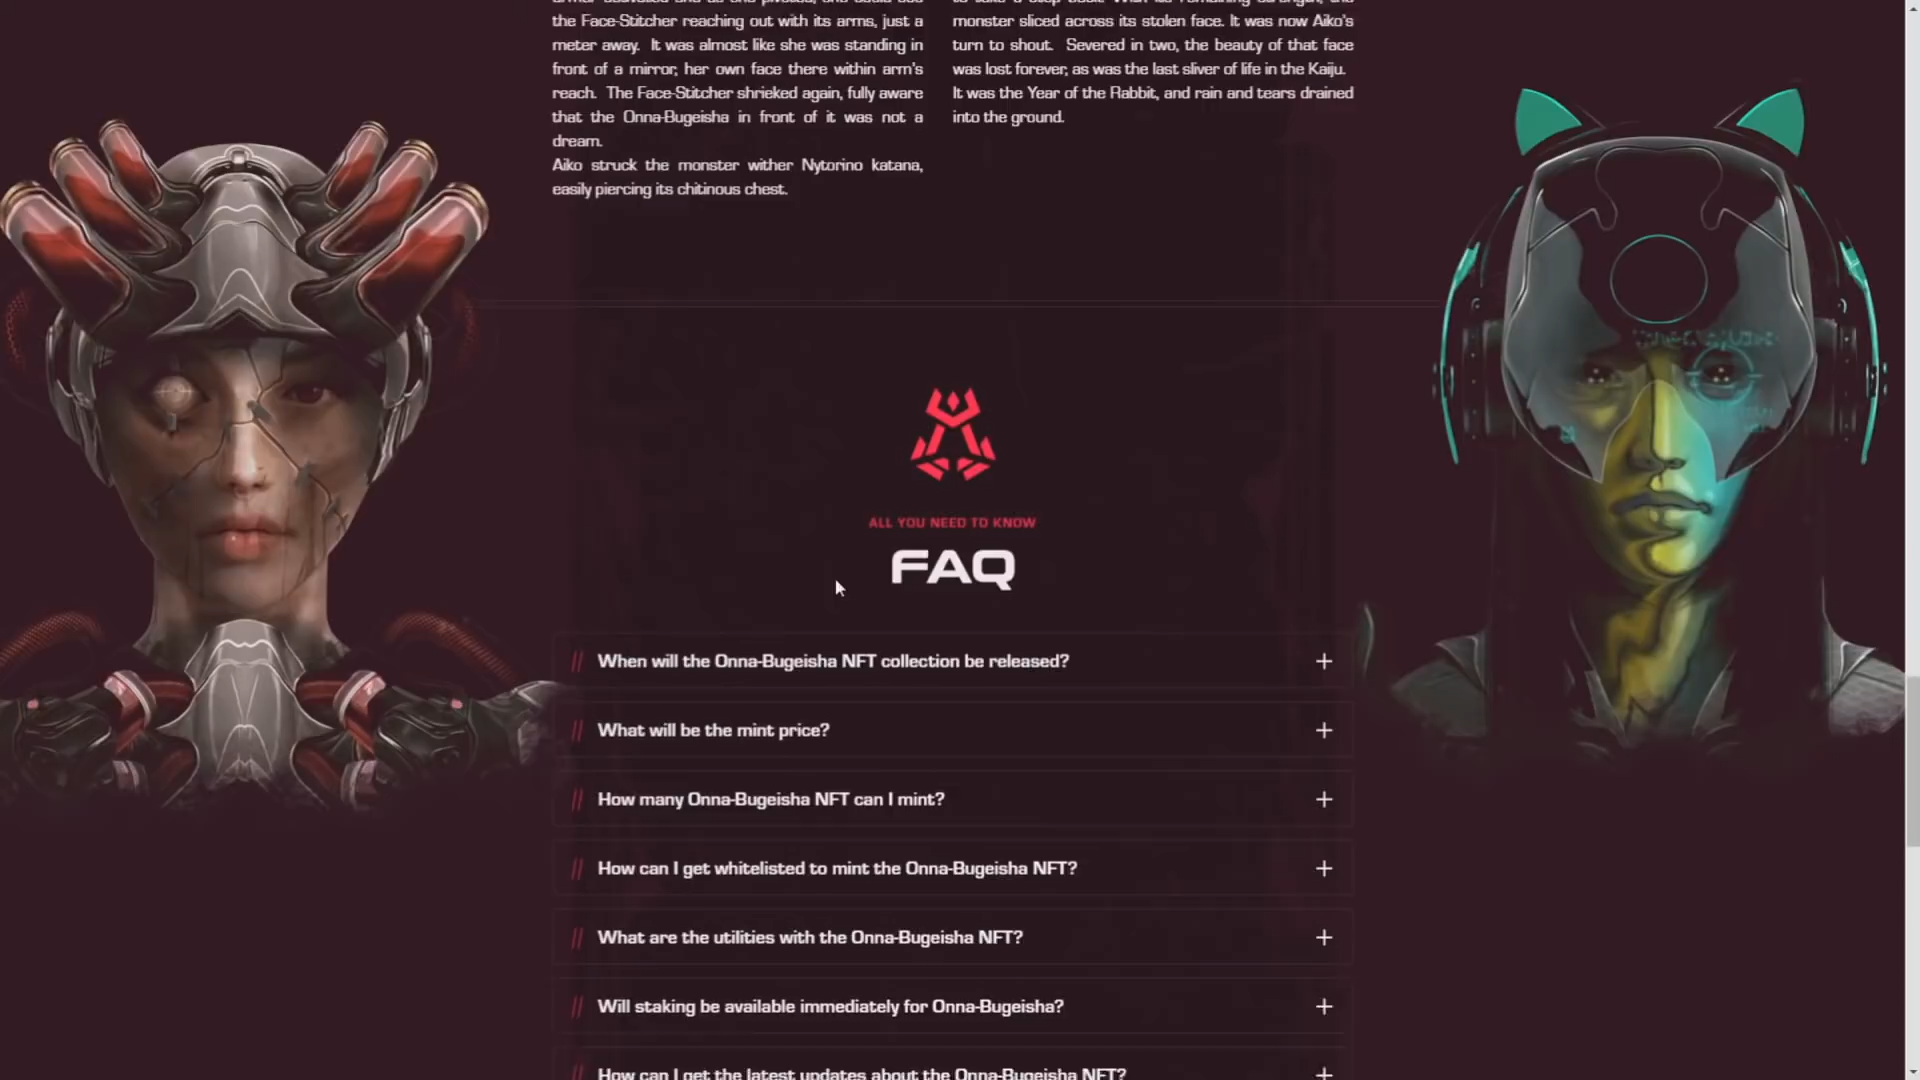 the Face-Stitcher reaching out with its arms, just a
meter away. It was almost like she was standing in
front of a mirror, her own face there within arm's
reach. The Face-Stitcher shrieked again, fully aware
that the Onna-Bugeisha in front of it was not a
dream.
Aiko struck the monster wither Nytorino katana,
easily piercing its chitinous chest.
monster sliced across its stolen face. It was now Aiko's
turn to shout. Severed in two, the beauty of that face
was lost forever, as was the last sliver of life in the Kaiju.
It was the Year of the Rabbit, and rain and tears drained
into the ground.
ALL YOU NEED TO KNOW
FAQ
// When will the Onna-Bugeisha NFT collection be released? +
// What will be the mint price? +
// How many Onna-Bugeisha NFT can I mint? +
// How can I get whitelisted to mint the Onna-Bugeisha NFT? +
// What are the utilities with the Onna-Bugeisha NFT? +
// Will staking be available immediately for Onna-Bugeisha? +
// How can I get the latest updates about the Onna-Bugeisha NFT? +